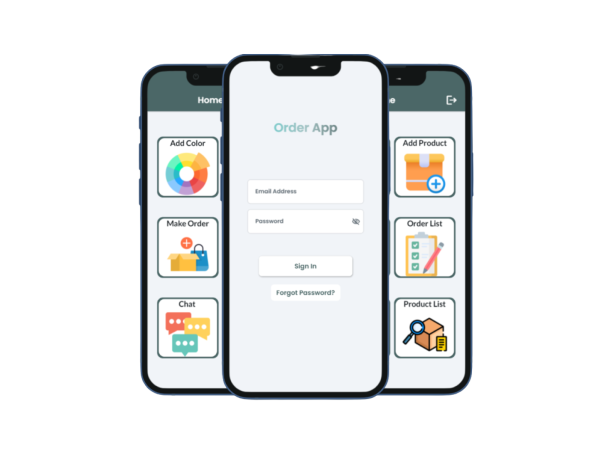 Home
Add Color
Make Order
Chat
Order App
Email Address
Password
Sign In
Forgot Password?
Add Product
Order List
Product List